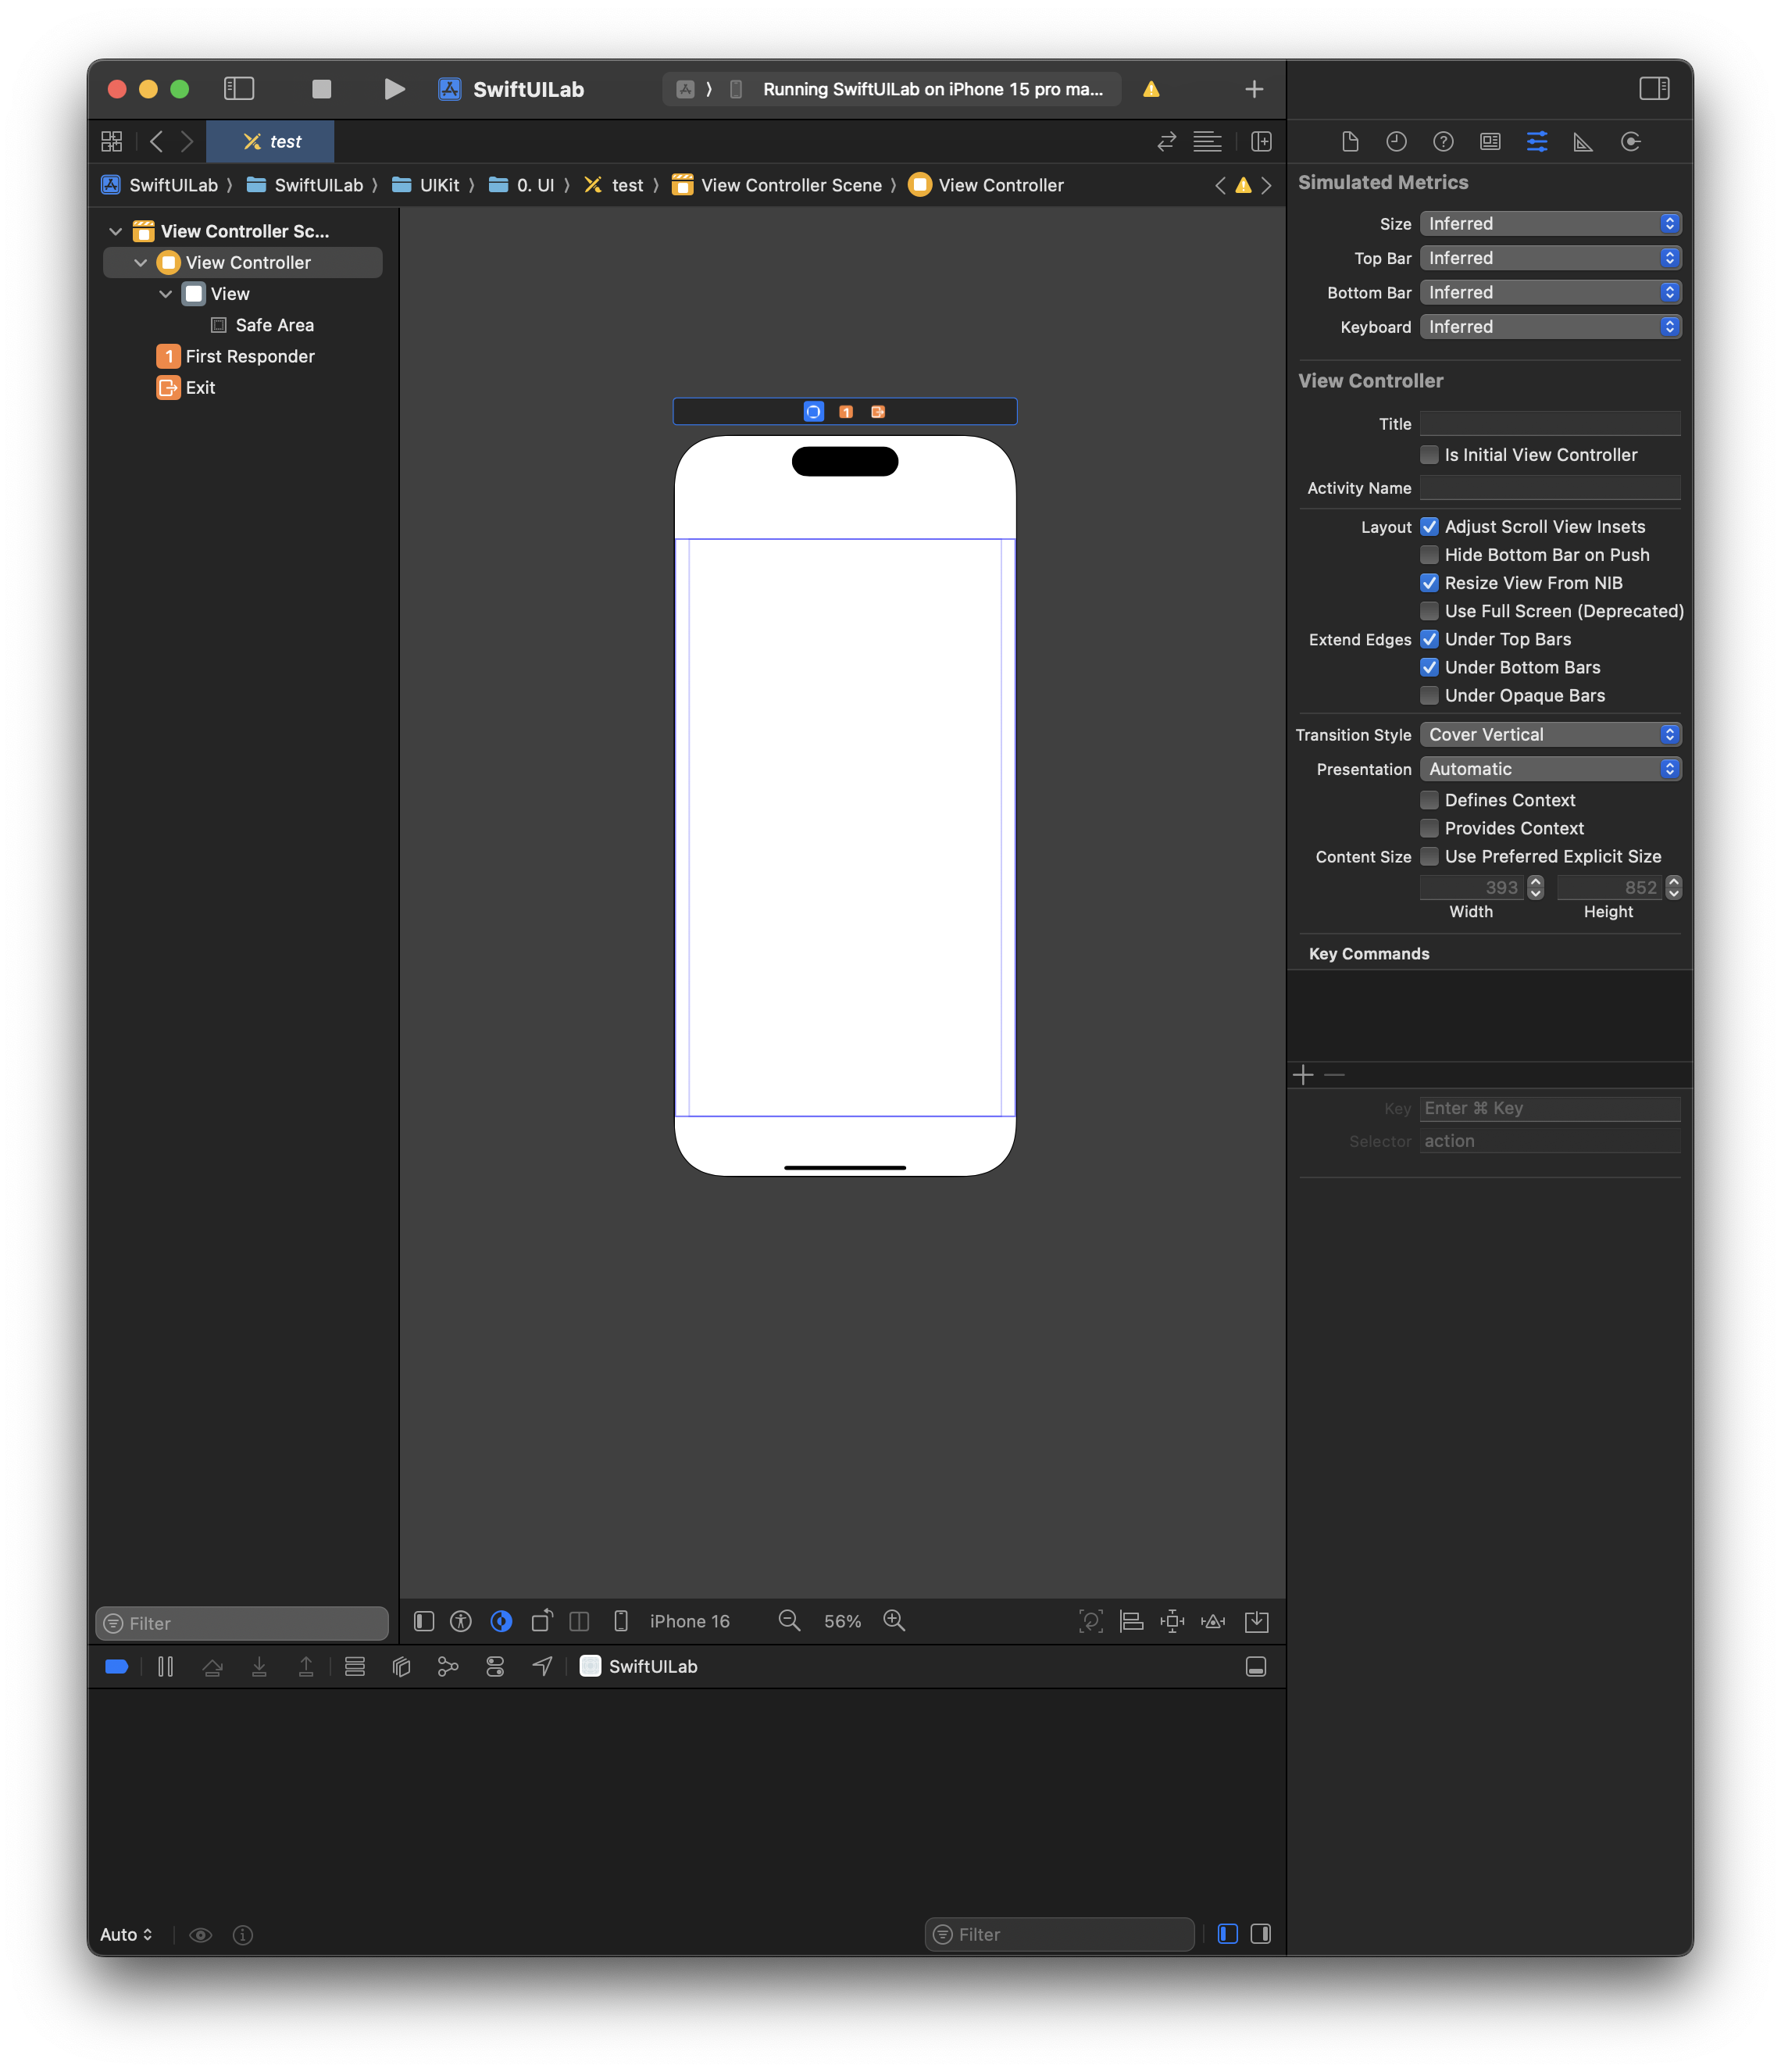 SwiftUILab
Running SwiftUILab on iPhone 15 pro ma...
test
SwiftUILab
SwiftUILab
UIKit
0. UI
test
View Controller Scene
View Controller
View Controller Sc...
View Controller
View
Safe Area
1 First Responder
Exit
1
Filter
iPhone 16
56%
SwiftUILab
Auto
Filter
Simulated Metrics
Size Inferred
Top Bar Inferred
Bottom Bar Inferred
Keyboard Inferred
View Controller
Title
Is Initial View Controller
Activity Name
Layout Adjust Scroll View Insets
Hide Bottom Bar on Push
Resize View From NIB
Use Full Screen (Deprecated)
Extend Edges Under Top Bars
Under Bottom Bars
Under Opaque Bars
Transition Style Cover Vertical
Presentation Automatic
Defines Context
Provides Context
Content Size Use Preferred Explicit Size
393 852
Width Height
Key Commands
Key Enter ⌘ Key
Selector action